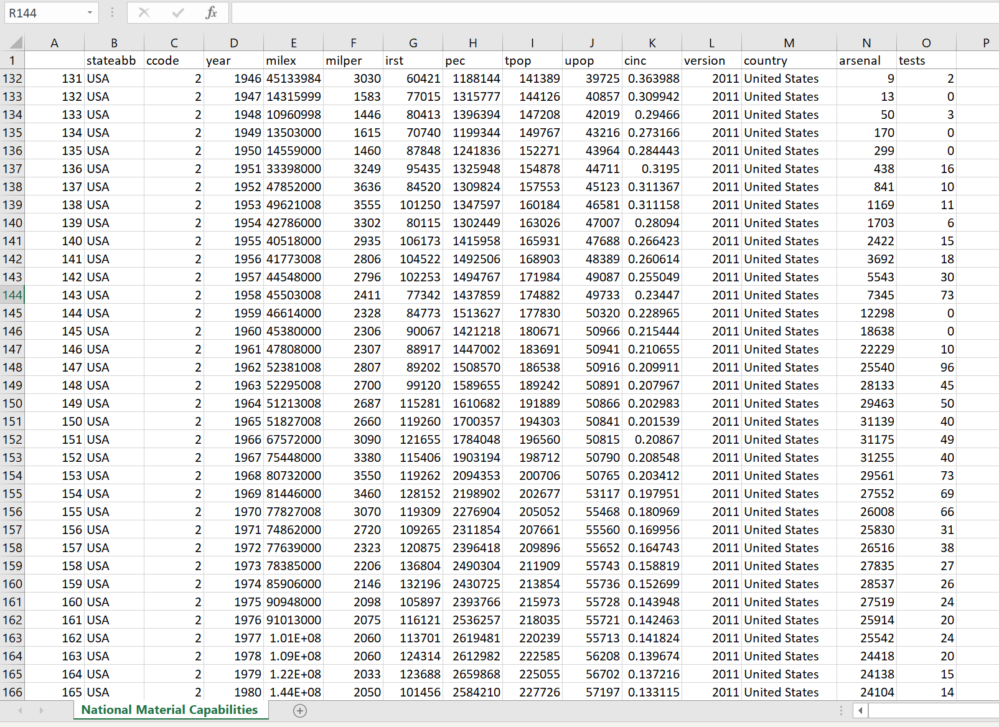 R144 fx
A B C D E F G H I J K L M N O P
1 stateabb ccode year milex milper irst pec tpop upop cinc version country arsenal tests
132 131 USA 2 1946 45133984 3030 60421 1188144 141389 39725 0.363988 2011 United States 9 2
133 132 USA 2 1947 14315999 1583 77015 1315777 144126 40857 0.309942 2011 United States 13 0
134 133 USA 2 1948 10960998 1446 80413 1396394 147208 42019 0.29466 2011 United States 50 3
135 134 USA 2 1949 13503000 1615 70740 1199344 149767 43216 0.273166 2011 United States 170 0
136 135 USA 2 1950 14559000 1460 87848 1241836 152271 43964 0.284443 2011 United States 299 0
137 136 USA 2 1951 33398000 3249 95435 1325948 154878 44711 0.3195 2011 United States 438 16
138 137 USA 2 1952 47852000 3636 84520 1309824 157553 45123 0.311367 2011 United States 841 10
139 138 USA 2 1953 49621008 3555 101250 1347597 160184 46581 0.311158 2011 United States 1169 11
140 139 USA 2 1954 42786000 3302 80115 1302449 163026 47007 0.28094 2011 United States 1703 6
141 140 USA 2 1955 40518000 2935 106173 1415958 165931 47688 0.266423 2011 United States 2422 15
142 141 USA 2 1956 41773008 2806 104522 1492506 168903 48389 0.260614 2011 United States 3692 18
143 142 USA 2 1957 44548000 2796 102253 1494767 171984 49087 0.255049 2011 United States 5543 30
144 143 USA 2 1958 45503008 2411 77342 1437859 174882 49733 0.23447 2011 United States 7345 73
145 144 USA 2 1959 46614000 2328 84773 1513627 177830 50320 0.228965 2011 United States 12298 0
146 145 USA 2 1960 45380000 2306 90067 1421218 180671 50966 0.215444 2011 United States 18638 0
147 146 USA 2 1961 47808000 2307 88917 1447002 183691 50941 0.210655 2011 United States 22229 10
148 147 USA 2 1962 52381008 2807 89202 1508570 186538 50916 0.209911 2011 United States 25540 96
149 148 USA 2 1963 52295008 2700 99120 1589655 189242 50891 0.207967 2011 United States 28133 45
150 149 USA 2 1964 51213008 2687 115281 1610682 191889 50866 0.202983 2011 United States 29463 50
151 150 USA 2 1965 51827008 2660 119260 1700357 194303 50841 0.201539 2011 United States 31139 40
152 151 USA 2 1966 67572000 3090 121655 1784048 196560 50815 0.20867 2011 United States 31175 49
153 152 USA 2 1967 75448000 3380 115406 1903194 198712 50790 0.208548 2011 United States 31255 40
154 153 USA 2 1968 80732000 3550 119262 2094353 200706 50765 0.203412 2011 United States 29561 73
155 154 USA 2 1969 81446000 3460 128152 2198902 202677 53117 0.197951 2011 United States 27552 69
156 155 USA 2 1970 77827008 3070 119309 2276904 205052 55468 0.180969 2011 United States 26008 66
157 156 USA 2 1971 74862000 2720 109265 2311854 207661 55560 0.169956 2011 United States 25830 31
158 157 USA 2 1972 77639000 2323 120875 2396418 209896 55652 0.164743 2011 United States 26516 38
159 158 USA 2 1973 78385000 2206 136804 2490304 211909 55743 0.158819 2011 United States 27835 27
160 159 USA 2 1974 85906000 2146 132196 2430725 213854 55736 0.152699 2011 United States 28537 26
161 160 USA 2 1975 90948000 2098 105897 2393766 215973 55728 0.143948 2011 United States 27519 24
162 161 USA 2 1976 91013000 2075 116121 2536257 218035 55721 0.142463 2011 United States 25914 20
163 162 USA 2 1977 1.01E+08 2060 113701 2619481 220239 55713 0.141824 2011 United States 25542 24
164 163 USA 2 1978 1.09E+08 2060 124314 2612982 222585 56208 0.139674 2011 United States 24418 20
165 164 USA 2 1979 1.22E+08 2033 123688 2659868 225055 56702 0.137216 2011 United States 24138 15
166 165 USA 2 1980 1.44E+08 2050 101456 2584210 227726 57197 0.133115 2011 United States 24104 14
National Material Capabilities